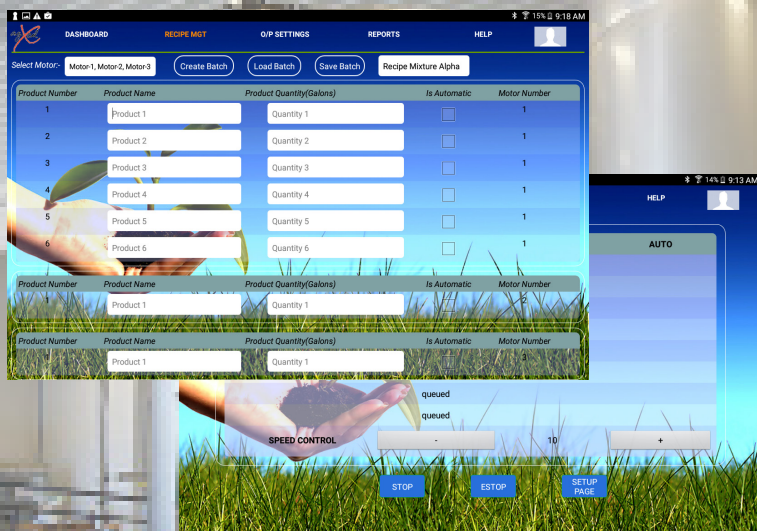 15% 9:18 AM
DASHBOARD RECIPE MGT O/P SETTINGS REPORTS HELP
Select Motor:- Motor-1, Motor-2, Motor-3 Create Batch Load Batch Save Batch Recipe Mixture Alpha
Product Number Product Name Product Quantity(Galons) Is Automatic Motor Number
1 Product 1 Quantity 1 1
2 Product 2 Quantity 2 1
3 Product 3 Quantity 3 1
4 Product 4 Quantity 4 1
5 Product 5 Quantity 5 1
6 Product 6 Quantity 6 1
Product Number Product Name Product Quantity(Galons) Is Automatic Motor Number
1 Product 1 Quantity 1 2
Product Number Product Name Product Quantity(Galons) Is Automatic Motor Number
1 Product 1 Quantity 1 3
14% 9:13 AM
HELP
AUTO
queued
queued
SPEED CONTROL - 10 +
STOP ESTOP SETUP
PAGE